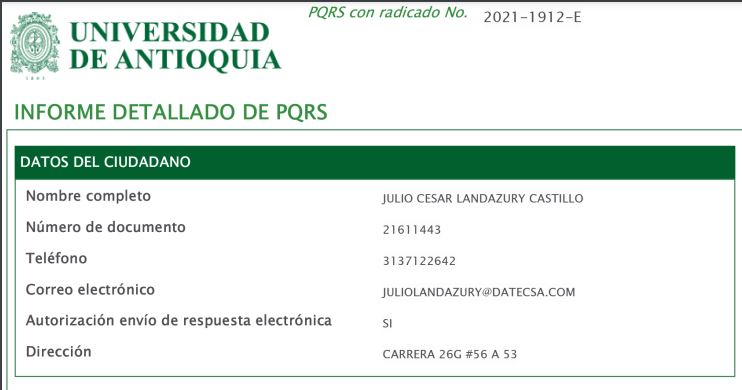 PQRS con radicado No. 2021-1912-E
UNIVERSIDAD
DE ANTIOQUIA
1803
INFORME DETALLADO DE PQRS
DATOS DEL CIUDADANO
Nombre completo JULIO CESAR LANDAZURY CASTILLO
Número de documento 21611443
Teléfono 3137122642
Correo electrónico JULIOLANDAZURY@DATECSA.COM
Autorización envío de respuesta electrónica SI
Dirección CARRERA 26G #56 A 53